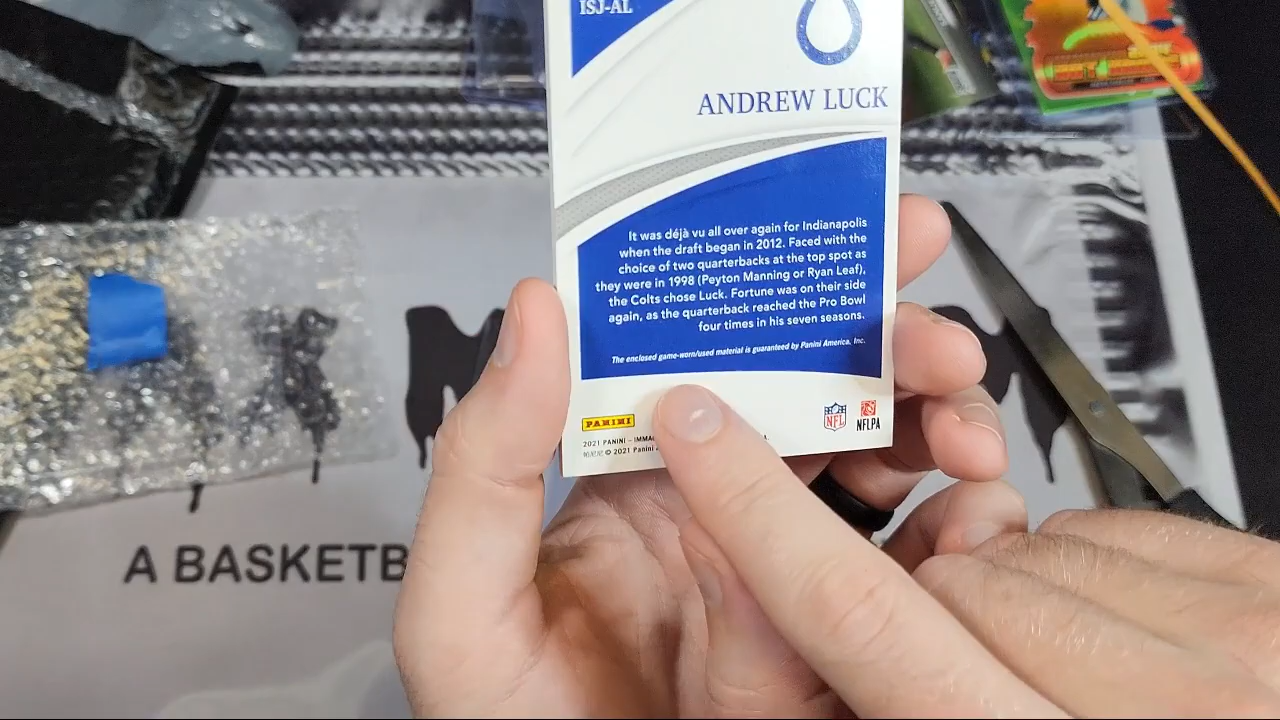 ISJ-AL
ANDREW LUCK
It was déjà vu all over again for Indianapolis
when the draft began in 2012. Faced with the
choice of two quarterbacks at the top spot as
they were in 1998 (Peyton Manning or Ryan Leaf),
the Colts chose Luck. Fortune was on their side
again, as the quarterback reached the Pro Bowl
four times in his seven seasons.
The enclosed game-worn/used material is guaranteed by Panini America, Inc.
PANINI
NFL
NFLPA
2021 PANINI – IMMA
© 2021 Panini
A BASKETB